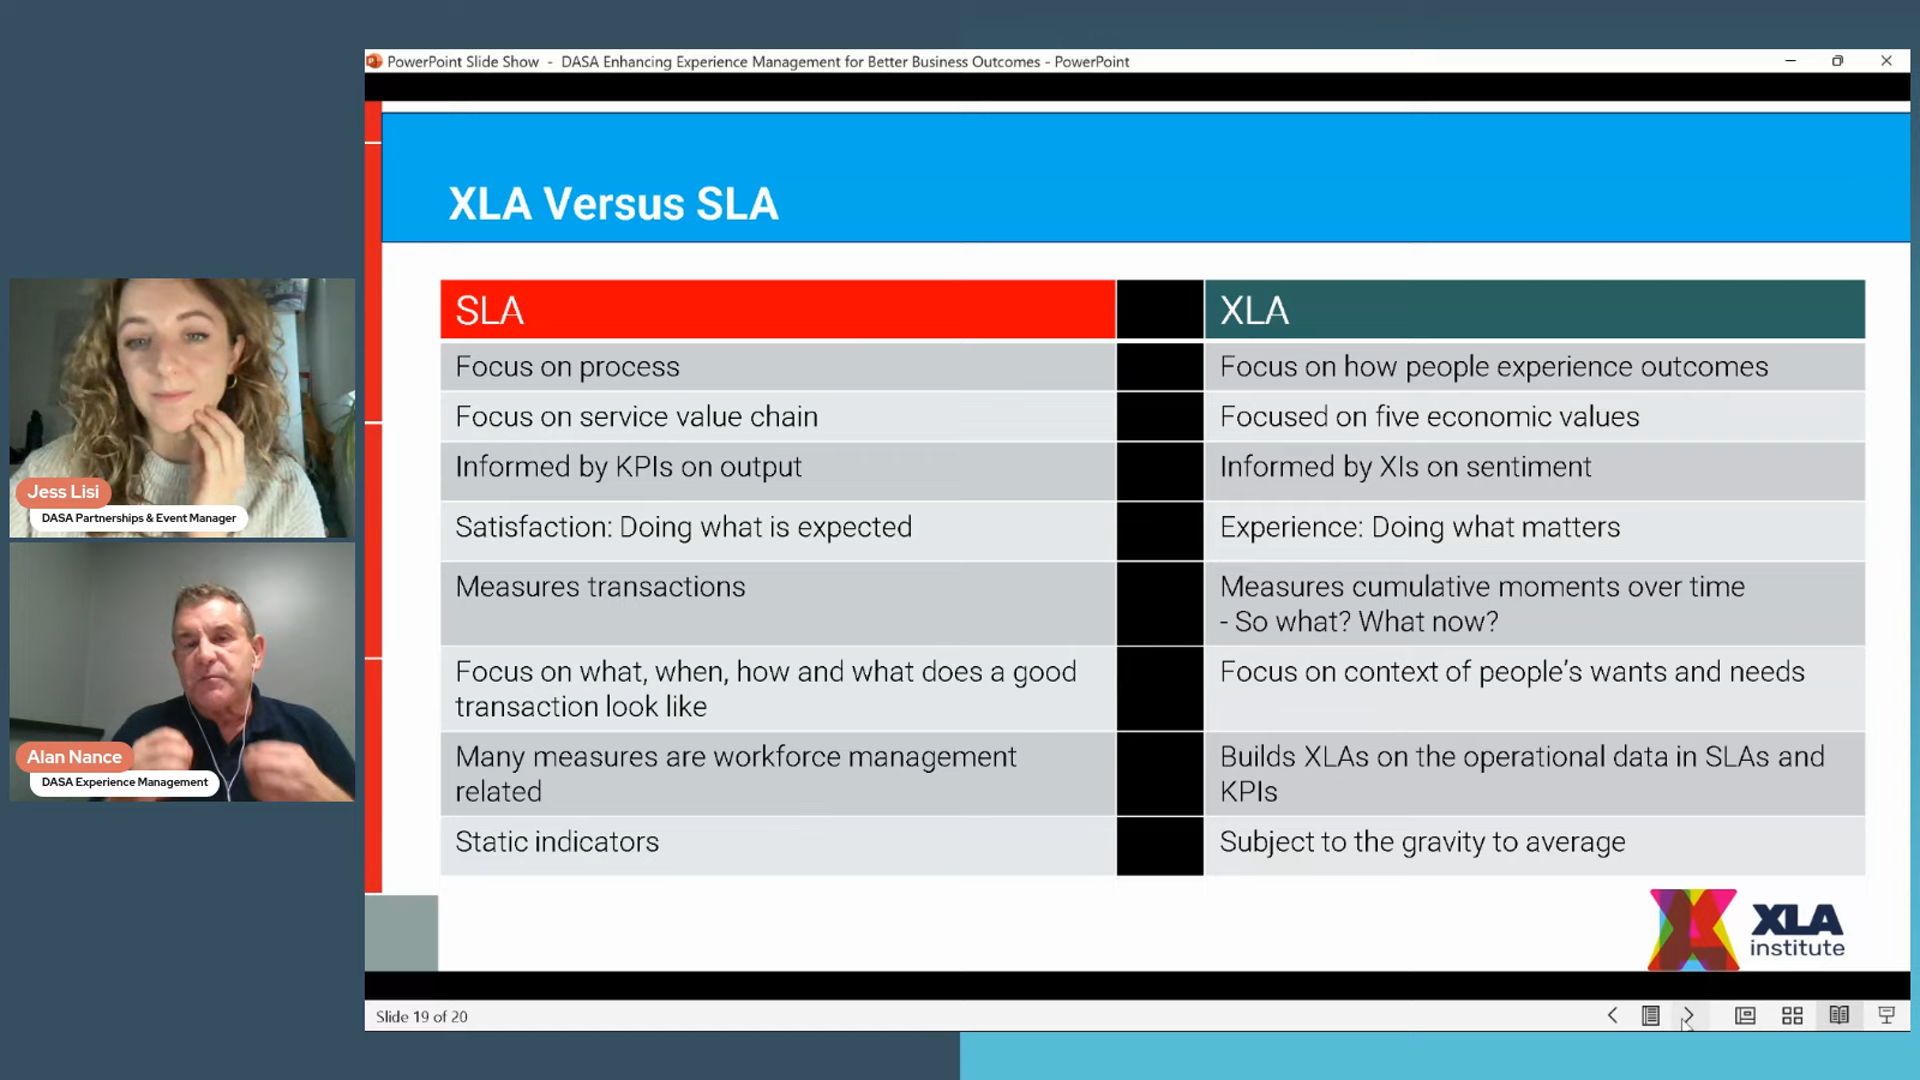 PowerPoint Slide Show - DASA Enhancing Experience Management for Better Business Outcomes - PowerPoint
XLA Versus SLA
SLA
XLA
Focus on process
Focus on how people experience outcomes
Focus on service value chain
Focused on five economic values
Informed by KPIs on output
Informed by XIs on sentiment
Satisfaction: Doing what is expected
Experience: Doing what matters
Measures transactions
Measures cumulative moments over time
- So what? What now?
Focus on what, when, how and what does a good
transaction look like
Focus on context of people's wants and needs
Many measures are workforce management
related
Builds XLAs on the operational data in SLAs and
KPIs
Static indicators
Subject to the gravity to average
XLA
institute
Slide 19 of 20
Jess Lisi
DASA Partnerships & Event Manager
Alan Nance
DASA Experience Management